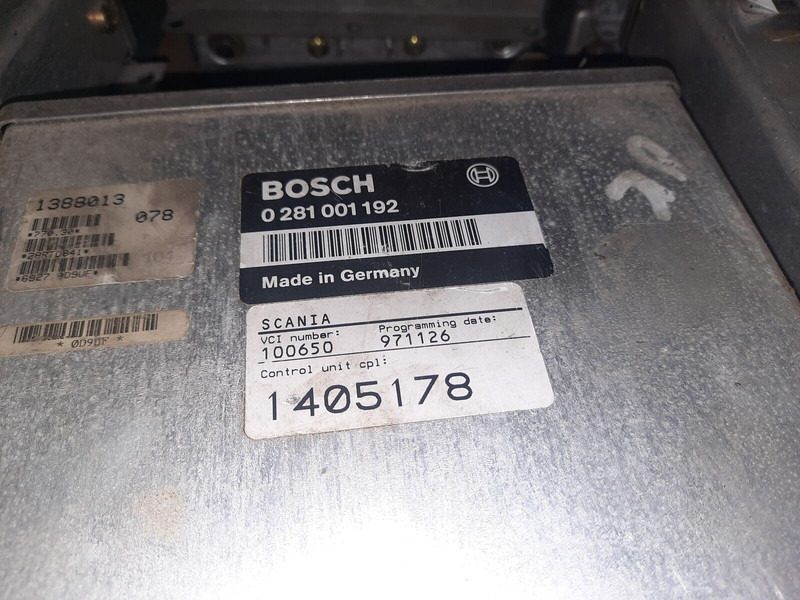 1388013
078
BOSCH
0 281 001 192
Made in Germany
SCANIA
VCI number: Programming date:
100650 971126
Control unit cpl:
1405178
* 0D9DF *